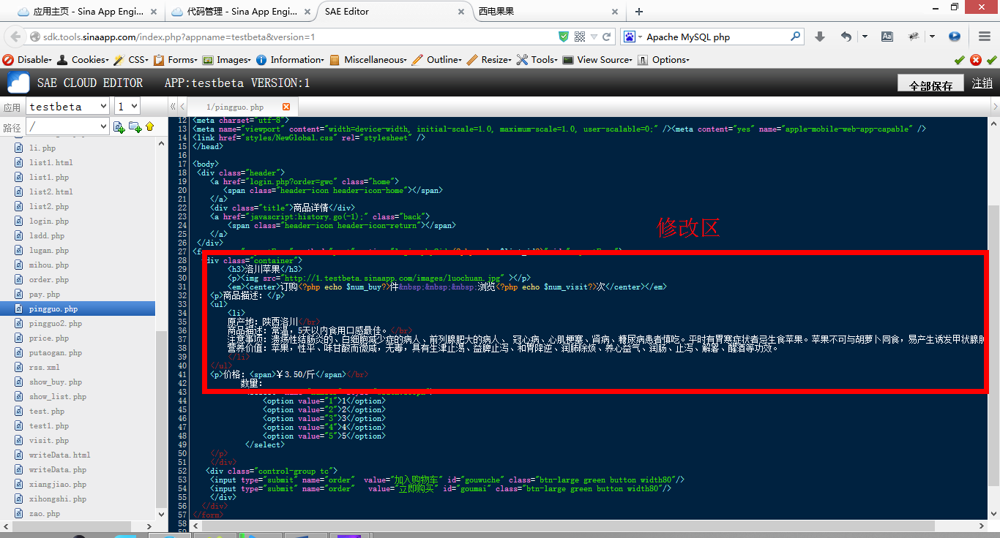 应用主页 - Sina App Engi... ×
代码管理 - Sina App Engi... ×
SAE Editor ×
西电果果 ×
sdk.tools.sinaapp.com/index.php?appname=testbeta&version=1
Apache MySQL php
Disable Cookies CSS Forms Images Information Miscellaneous Outline Resize Tools View Source Options
SAE CLOUD EDITOR APP:testbeta VERSION:1
全部保存 注销
应用 testbeta 1
路径 /
1/pingguo.php
li.php
list1.html
list1.php
list2.html
list2.php
login.php
lsdd.php
lugan.php
mihou.php
order.php
pay.php
pingguo.php
pingguo2.php
price.php
putaogan.php
rss.xml
show_buy.php
show_list.php
test.php
test1.php
visit.php
writeData.html
writeData.php
xiangjiao.php
xihongshi.php
zao.php
12 <meta charset="utf-8">
13 <meta name="viewport" content="width=device-width, initial-scale=1.0, maximum-scale=1.0, user-scalable=0;" /><meta content="yes" name="apple-mobile-web-app-capable" />
14 <link href="styles/NewGlobal.css" rel="stylesheet" />
15 </head>
16
17 <body>
18 <div class="header">
19 <a href="login.php?order=gwc" class="home">
20 <span class="header-icon header-icon-home"></span>
21 </a>
22 <div class="title">商品详情</div>
23 <a href="javascript:history.go(-1);" class="back">
24 <span class="header-icon header-icon-return"></span>
25 </a>
26 </div>
修改区
27
28 div class="container">
29 <h3>洛川苹果</h3>
30 <p><img src="http://1.testbeta.sinaapp.com/images/luochuan.jpg" ></p>
31 <em><center>订购<?php echo $num_buy?>件&nbsp;&nbsp;&nbsp;浏览<?php echo $num_visit?>次</center></em>
32 <p>商品描述：</p>
33 <ul>
34 <li>
35 原产地：陕西洛川</br>
36 商品描述：常温，5天以内食用口感最佳。</br>
37 注意事项：溃疡性结肠炎的、白细胞减少症的病人、前列腺肥大的病人、 冠心病、心肌梗塞、肾病、糖尿病患者慎吃。平时有胃寒症状者忌生食苹果。苹果不可与胡萝卜同食，易产生诱发甲状腺肿
38 营养价值：苹果，性平、味甘酸而微咸，无毒，具有生津止渴、益脾止泻、和胃降逆、润肺除烦、养心益气、润肠、止泻、解暑、醒酒等功效。
39 </li>
40 </ul>
41 <p>价格：<span>￥3.50/斤</span></br>
42 数量：
43
44 <option value="1">1</option>
45 <option value="2">2</option>
46 <option value="3">3</option>
47 <option value="4">4</option>
48 <option value="5">5</option>
49 </select>
50 </p>
51 </div>
52 <div class="control-group tc">
53 <input type="submit" name="order" value="加入购物车" id="gouwuche" class="btn-large green button width80"/>
54 <input type="submit" name="order" value="立即购买" id="goumai" class="btn-large green button width80"/>
55 </div>
56 </div>
57 </form>
58